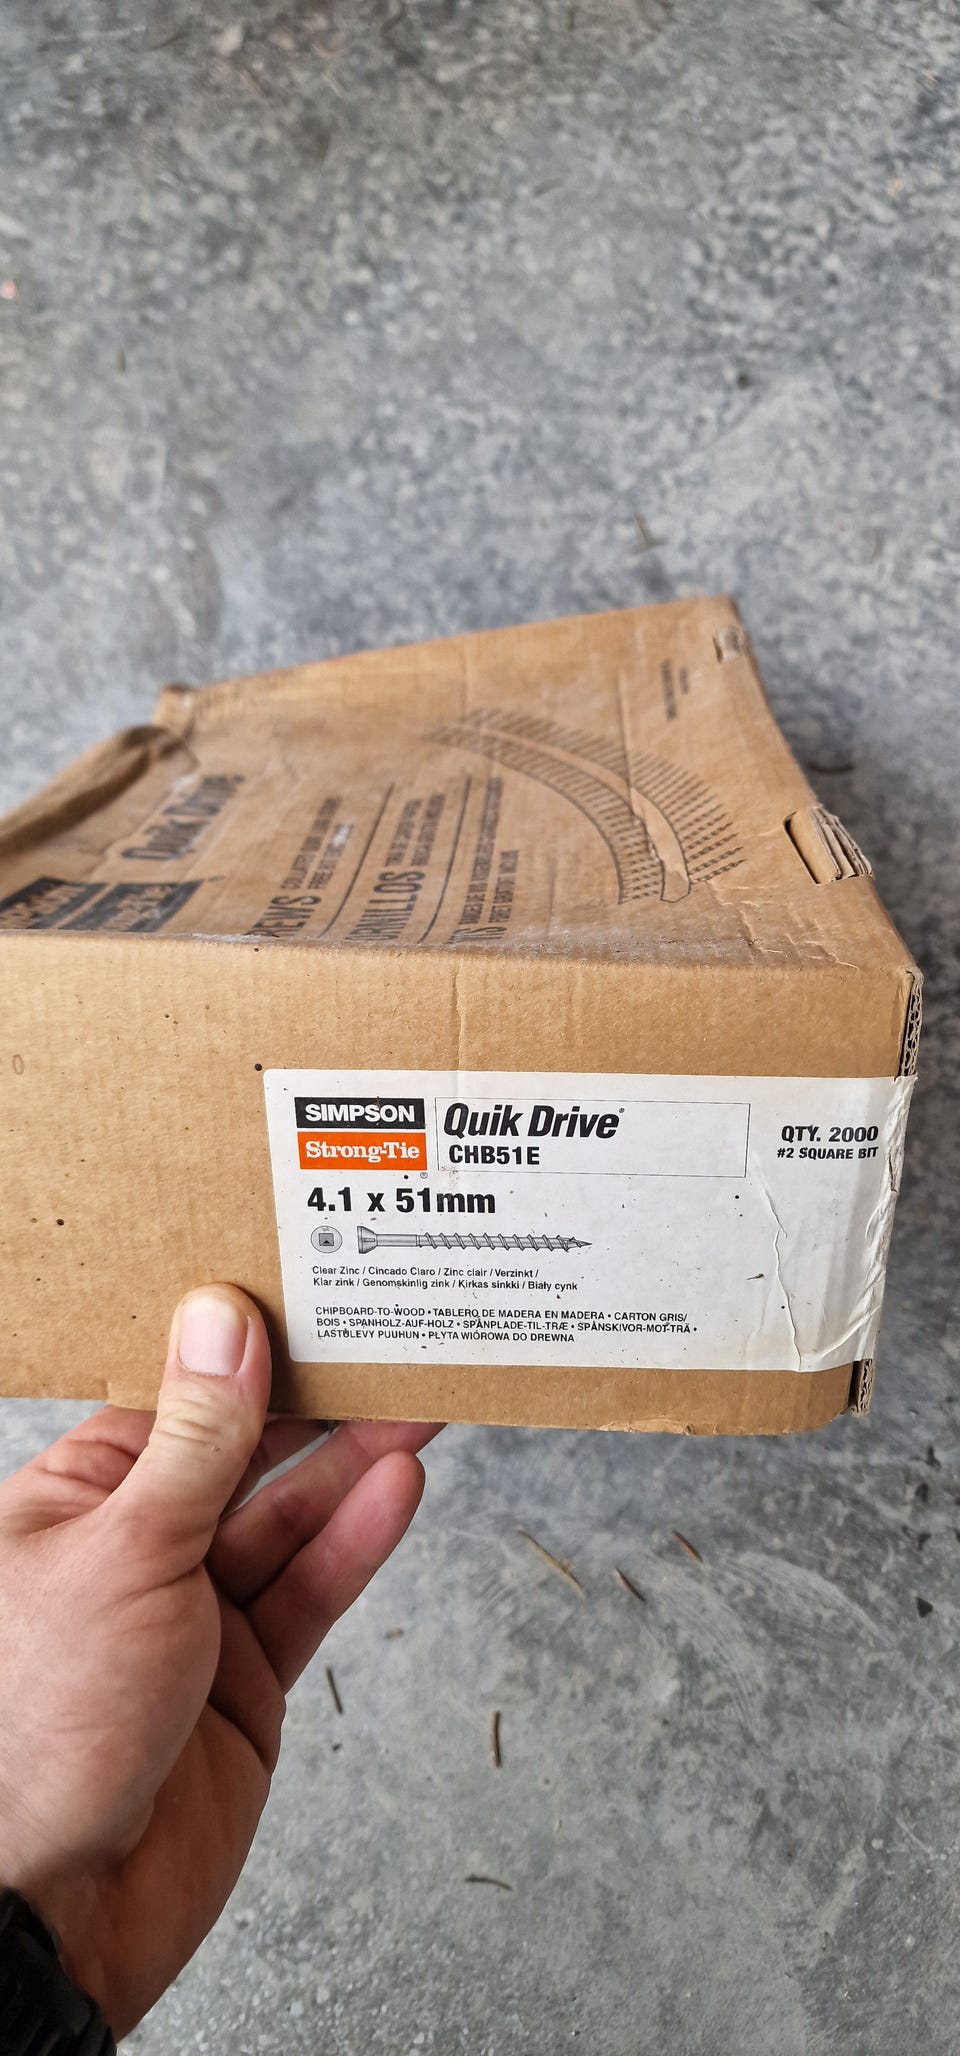 Quik Drive
COLLATED
TORNILLOS
0
SIMPSON
Strong-Tie®
Quik Drive®
CHB51E
QTY. 2000
#2 SQUARE BIT
4.1 x 51mm
Clear Zinc / Cincado Claro / Zinc clair / Verzinkt /
Klar zink / Genomskinlig zink / Kirkas sinkki / Biały cynk
CHIPBOARD-TO-WOOD • TABLERO DE MADERA EN MADERA • CARTON GRIS/
BOIS • SPANHOLZ-AUF-HOLZ • SPÅNPLADE-TIL-TRÆ • SPÅNSKIVOR-MOT-TRÄ •
LASTULEVY PUUHUN • PŁYTA WIÓROWA DO DREWNA